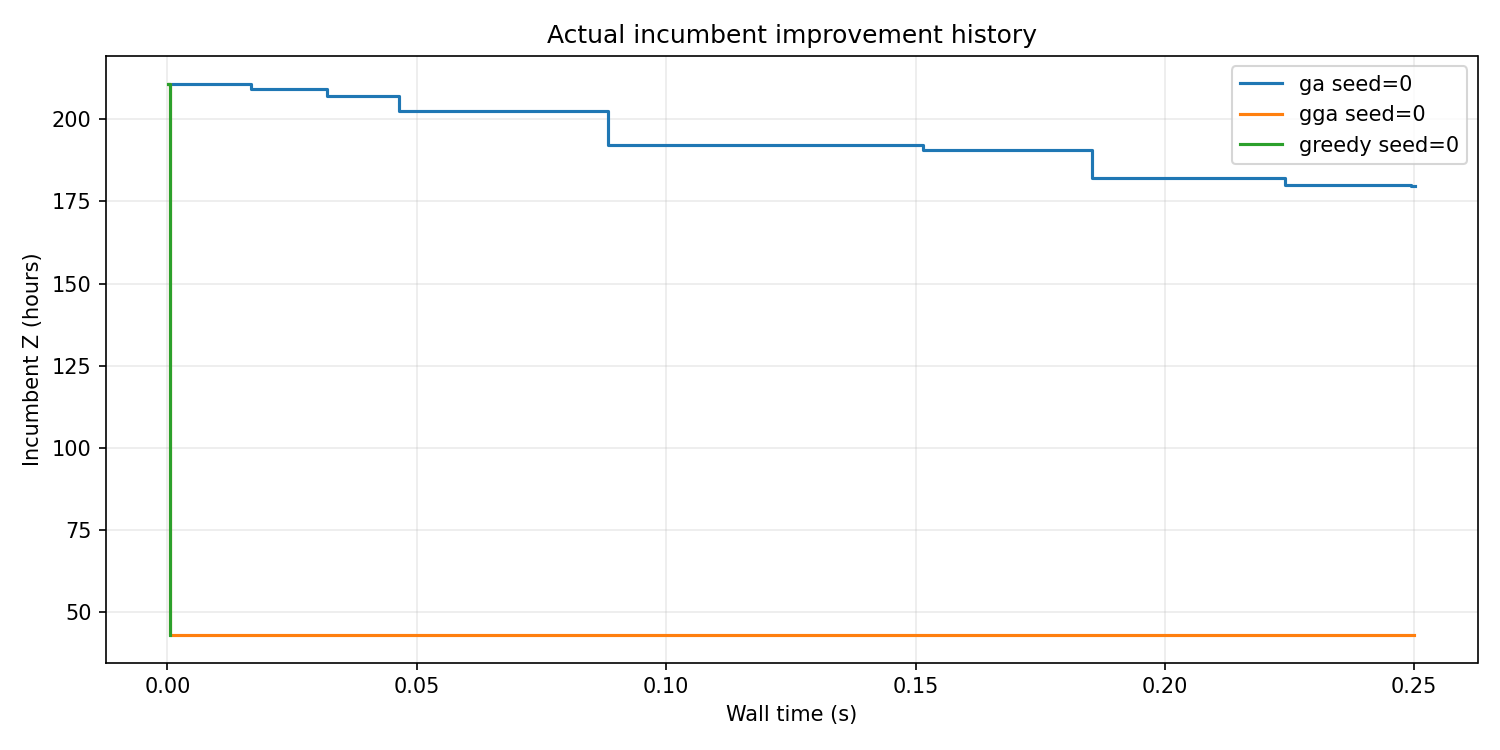 Actual incumbent improvement history
ga seed=0
gga seed=0
greedy seed=0
Incumbent Z (hours)
200
175
150
125
100
75
50
0.00 0.05 0.10 0.15 0.20 0.25
Wall time (s)